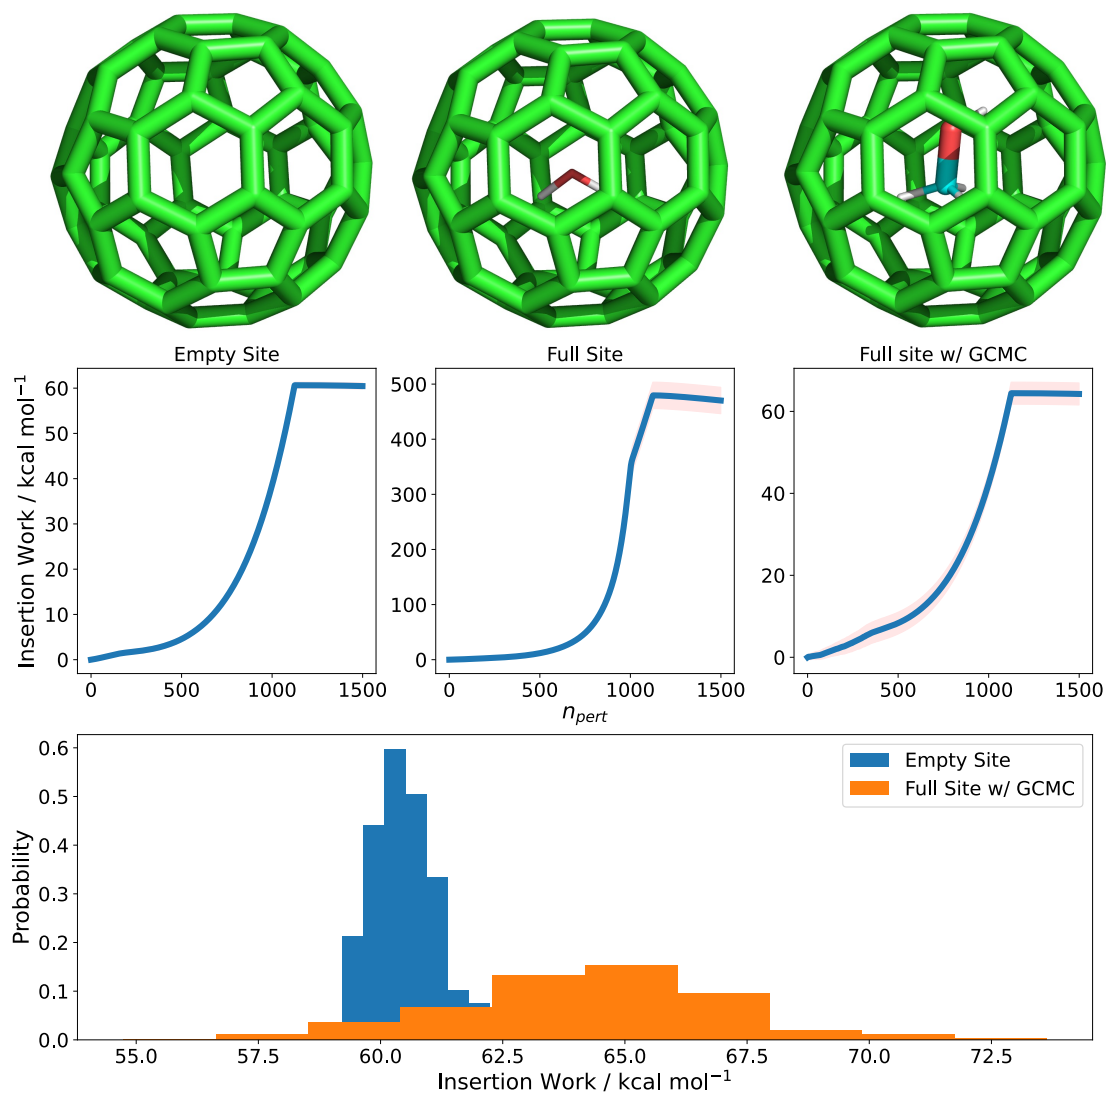 Empty Site
Full Site
Full site w/ GCMC
Insertion Work / kcal mol⁻¹
60
50
40
30
20
10
0
0 500 1000 1500
500
400
300
200
100
0
0 500 1000 1500
60
40
20
0
0 500 1000 1500
n_pert
Probability
0.6
0.5
0.4
0.3
0.2
0.1
0.0
Empty Site
Full Site w/ GCMC
55.0 57.5 60.0 62.5 65.0 67.5 70.0 72.5
Insertion Work / kcal mol⁻¹